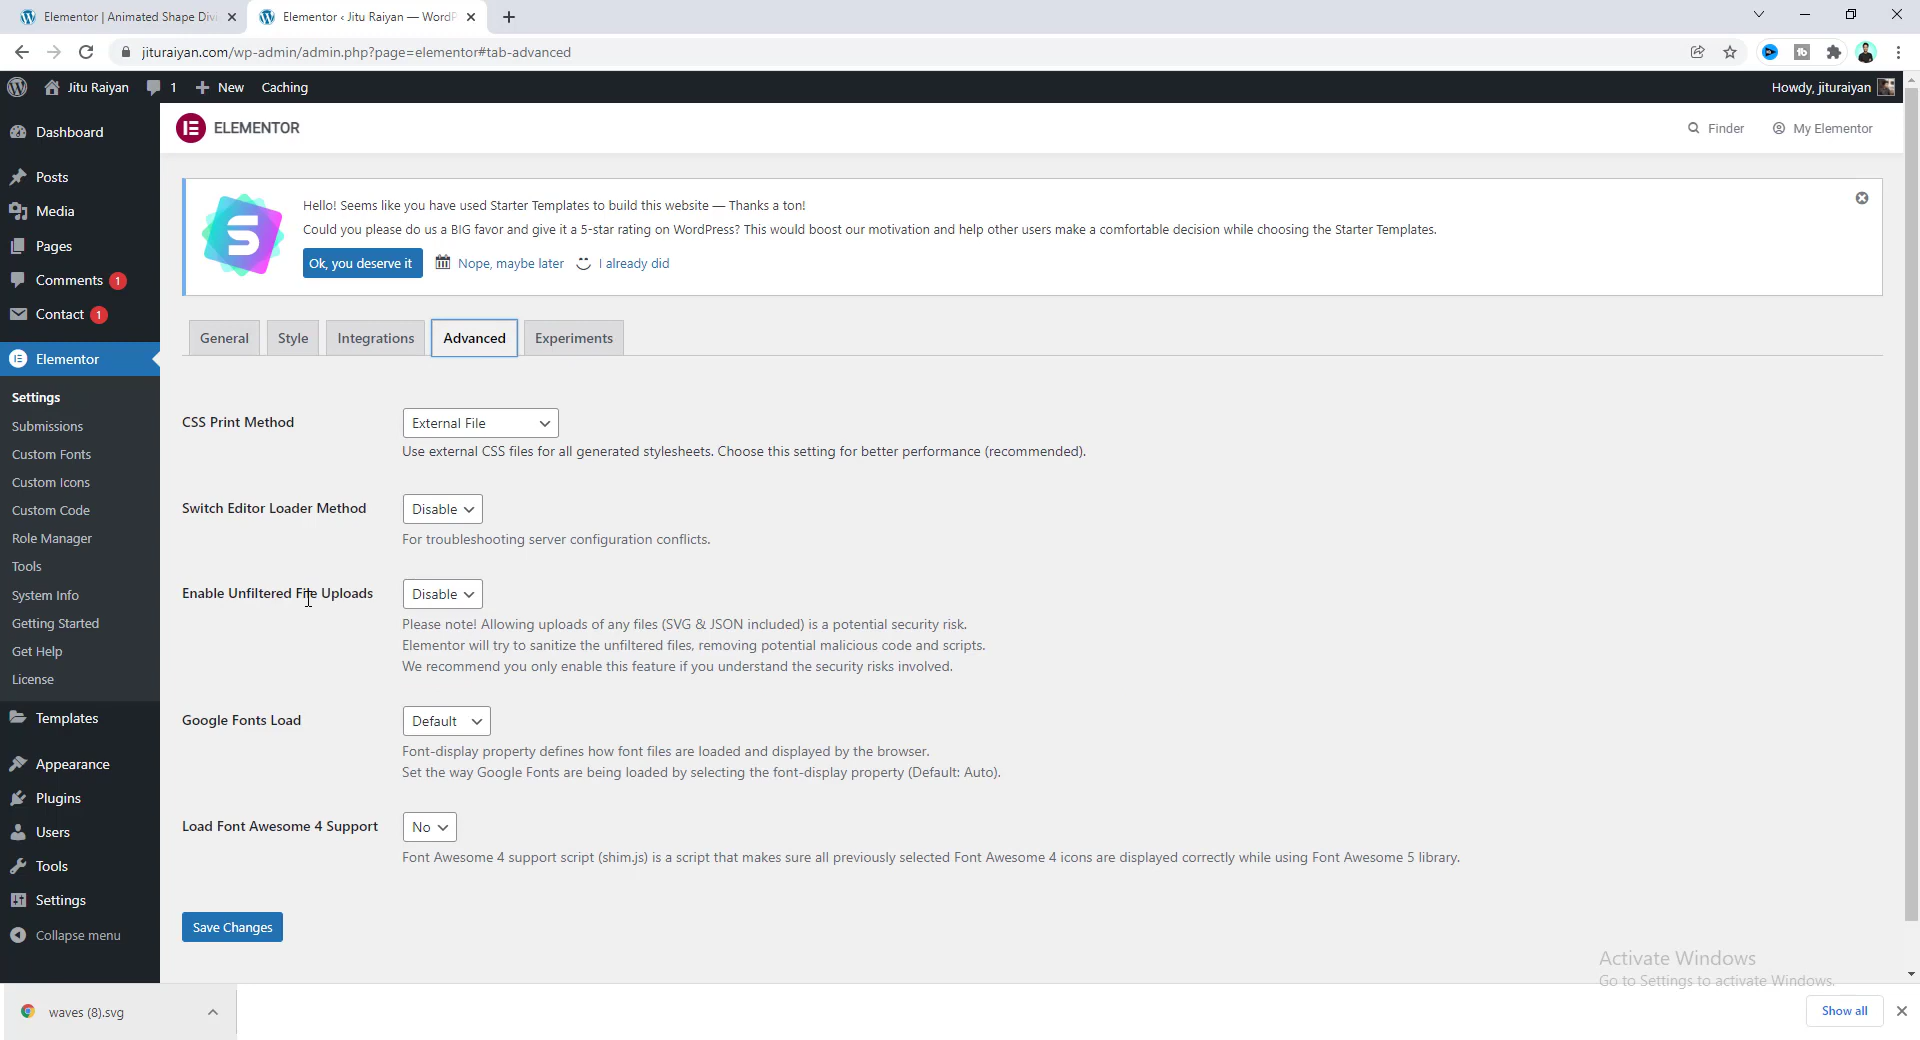 Elementor | Animated Shape Divi
Elementor ‹ Jitu Raiyan — WordP
jituraiyan.com/wp-admin/admin.php?page=elementor#tab-advanced
Jitu Raiyan
1
New
Caching
Howdy, jituraiyan
Dashboard
Posts
Media
Pages
Comments 1
Contact 1
Elementor
Settings
Submissions
Custom Fonts
Custom Icons
Custom Code
Role Manager
Tools
System Info
Getting Started
Get Help
License
Templates
Appearance
Plugins
Users
Tools
Settings
Collapse menu
ELEMENTOR
Finder
My Elementor
Hello! Seems like you have used Starter Templates to build this website — Thanks a ton!
Could you please do us a BIG favor and give it a 5-star rating on WordPress? This would boost our motivation and help other users make a comfortable decision while choosing the Starter Templates.
Ok, you deserve it
Nope, maybe later
I already did
General
Style
Integrations
Advanced
Experiments
CSS Print Method
External File
Use external CSS files for all generated stylesheets. Choose this setting for better performance (recommended).
Switch Editor Loader Method
Disable
For troubleshooting server configuration conflicts.
Enable Unfiltered File Uploads
Disable
Please note! Allowing uploads of any files (SVG & JSON included) is a potential security risk.
Elementor will try to sanitize the unfiltered files, removing potential malicious code and scripts.
We recommend you only enable this feature if you understand the security risks involved.
Google Fonts Load
Default
Font-display property defines how font files are loaded and displayed by the browser.
Set the way Google Fonts are being loaded by selecting the font-display property (Default: Auto).
Load Font Awesome 4 Support
No
Font Awesome 4 support script (shim.js) is a script that makes sure all previously selected Font Awesome 4 icons are displayed correctly while using Font Awesome 5 library.
Save Changes
Activate Windows
Go to Settings to activate Windows.
waves (8).svg
Show all